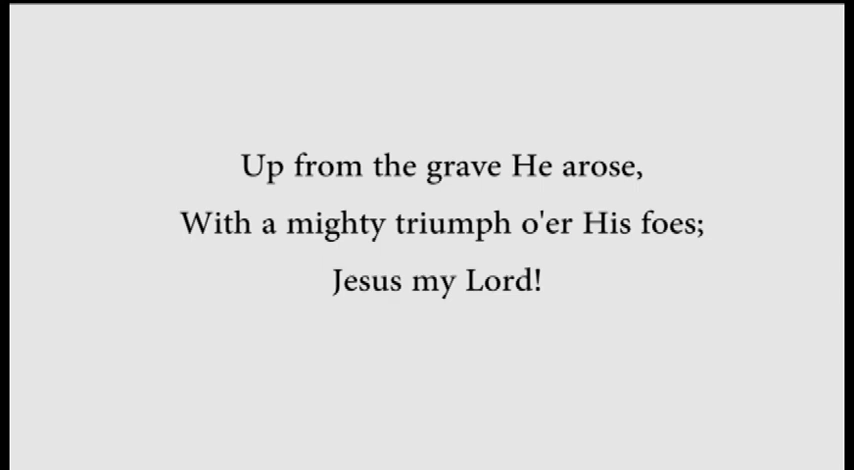 Up from the grave He arose,
With a mighty triumph o'er His foes;
Jesus my Lord!